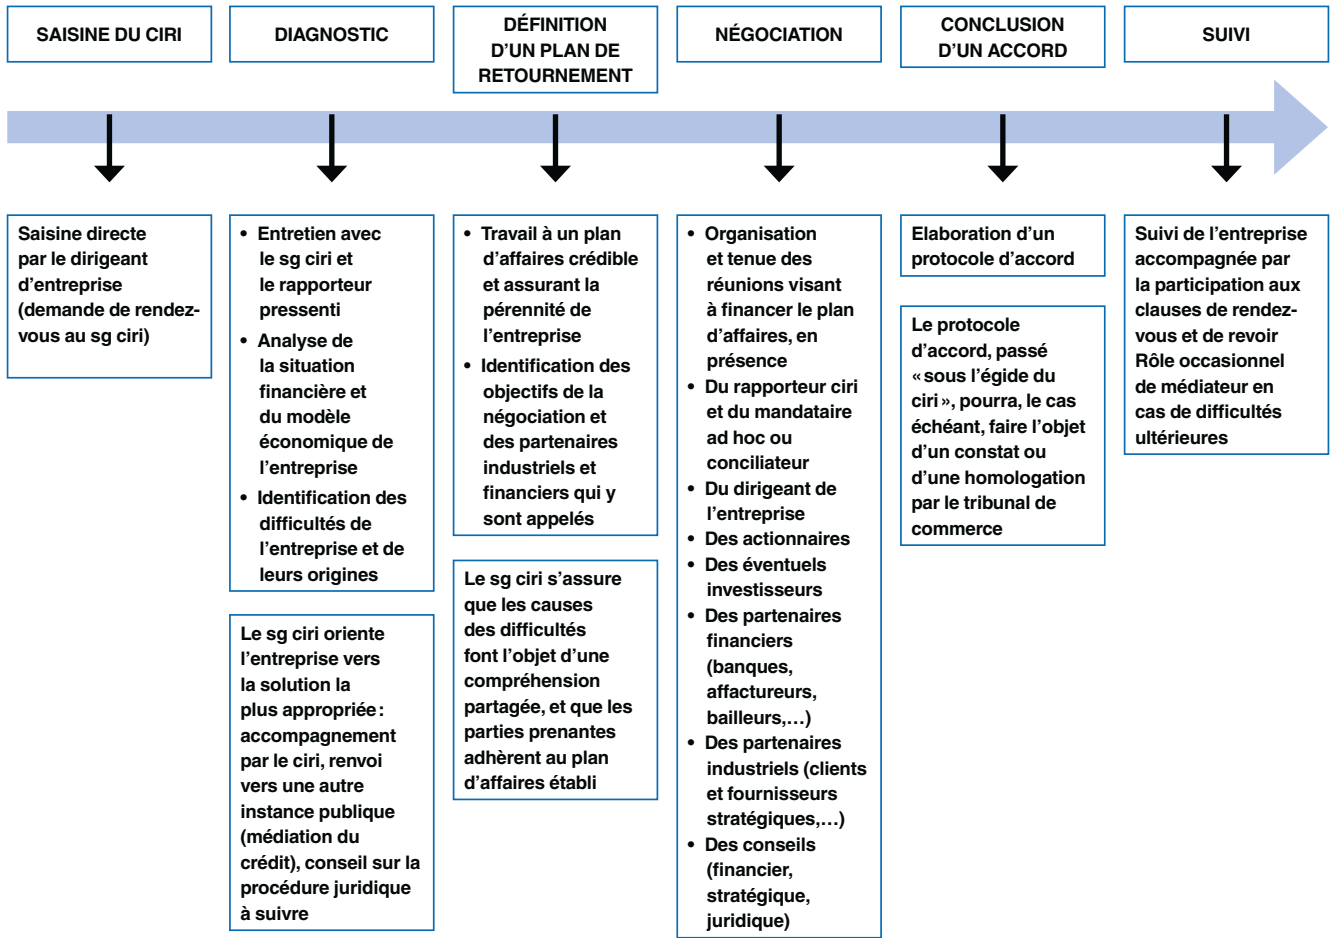 SAISINE DU CIRI
DIAGNOSTIC
DÉFINITION
D'UN PLAN DE
RETOURNEMENT
NÉGOCIATION
CONCLUSION
D'UN ACCORD
SUIVI
Saisine directe
par le dirigeant
d'entreprise
(demande de rendez-
vous au sg ciri)
• Entretien avec
le sg ciri et
le rapporteur
pressenti
• Analyse de
la situation
financière et
du modèle
économique de
l'entreprise
• Identification des
difficultés de
l'entreprise et de
leurs origines
Le sg ciri oriente
l'entreprise vers
la solution la
plus appropriée :
accompagnement
par le ciri, renvoi
vers une autre
instance publique
(médiation du
crédit), conseil sur la
procédure juridique
à suivre
• Travail à un plan
d'affaires crédible
et assurant la
pérennité de
l'entreprise
• Identification des
objectifs de la
négociation et
des partenaires
industriels et
financiers qui y
sont appelés
Le sg ciri s'assure
que les causes
des difficultés
font l'objet d'une
compréhension
partagée, et que les
parties prenantes
adhèrent au plan
d'affaires établi
• Organisation
et tenue des
réunions visant
à financer le plan
d'affaires, en
présence
• Du rapporteur ciri
et du mandataire
ad hoc ou
conciliateur
• Du dirigeant de
l'entreprise
• Des actionnaires
• Des éventuels
investisseurs
• Des partenaires
financiers
(banques,
affactureurs,
bailleurs,…)
• Des partenaires
industriels (clients
et fournisseurs
stratégiques,…)
• Des conseils
(financier,
stratégique,
juridique)
Elaboration d'un
protocole d'accord
Le protocole
d'accord, passé
« sous l'égide du
ciri », pourra, le cas
échéant, faire l'objet
d'un constat ou
d'une homologation
par le tribunal de
commerce
Suivi de l'entreprise
accompagnée par
la participation aux
clauses de rendez-
vous et de revoir
Rôle occasionnel
de médiateur en
cas de difficultés
ultérieures